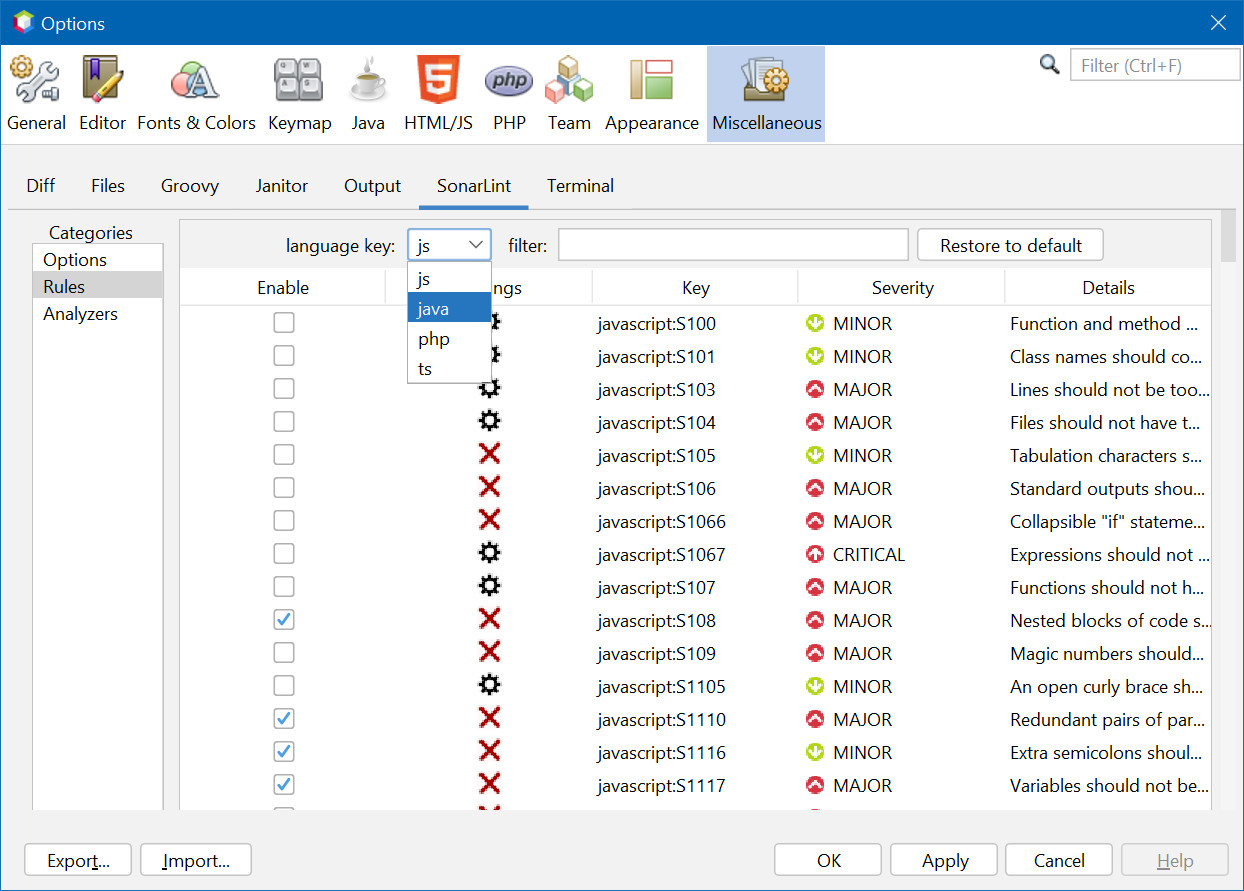 Options
Filter (Ctrl+F)
General Editor Fonts & Colors Keymap Java HTML/JS PHP Team Appearance Miscellaneous
Diff Files Groovy Janitor Output SonarLint Terminal
Categories
Options
Rules
Analyzers
language key: js filter: Restore to default
js
java
php
ts
Enable ngs Key Severity Details
javascript:S100 MINOR Function and method ...
javascript:S101 MINOR Class names should co...
javascript:S103 MAJOR Lines should not be too...
javascript:S104 MAJOR Files should not have t...
javascript:S105 MINOR Tabulation characters s...
javascript:S106 MAJOR Standard outputs shou...
javascript:S1066 MAJOR Collapsible "if" stateme...
javascript:S1067 CRITICAL Expressions should not ...
javascript:S107 MAJOR Functions should not h...
javascript:S108 MAJOR Nested blocks of code s...
javascript:S109 MAJOR Magic numbers should...
javascript:S1105 MINOR An open curly brace sh...
javascript:S1110 MAJOR Redundant pairs of par...
javascript:S1116 MINOR Extra semicolons shoul...
javascript:S1117 MAJOR Variables should not be...
Export... Import... OK Apply Cancel Help